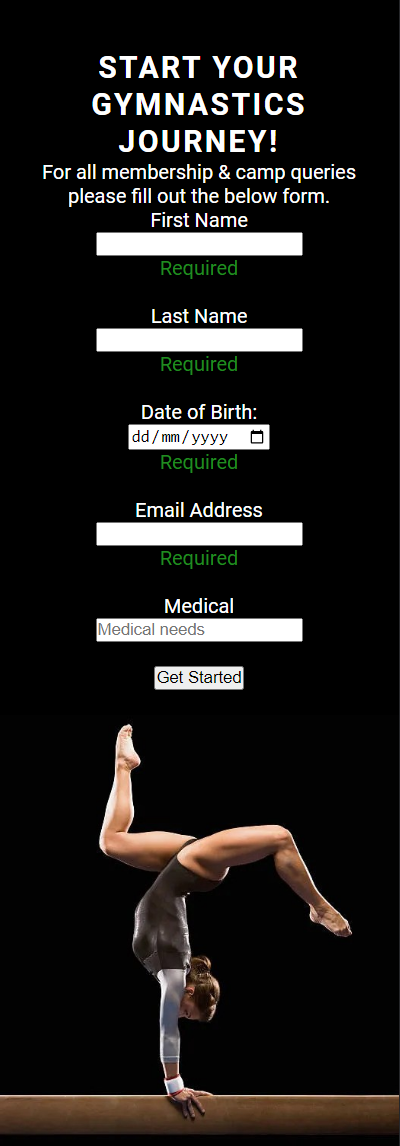 START YOUR
GYMNASTICS
JOURNEY!
For all membership & camp queries
please fill out the below form.
First Name
Required
Last Name
Required
Date of Birth:
dd/mm/yyyy
Required
Email Address
Required
Medical
Medical needs
Get Started